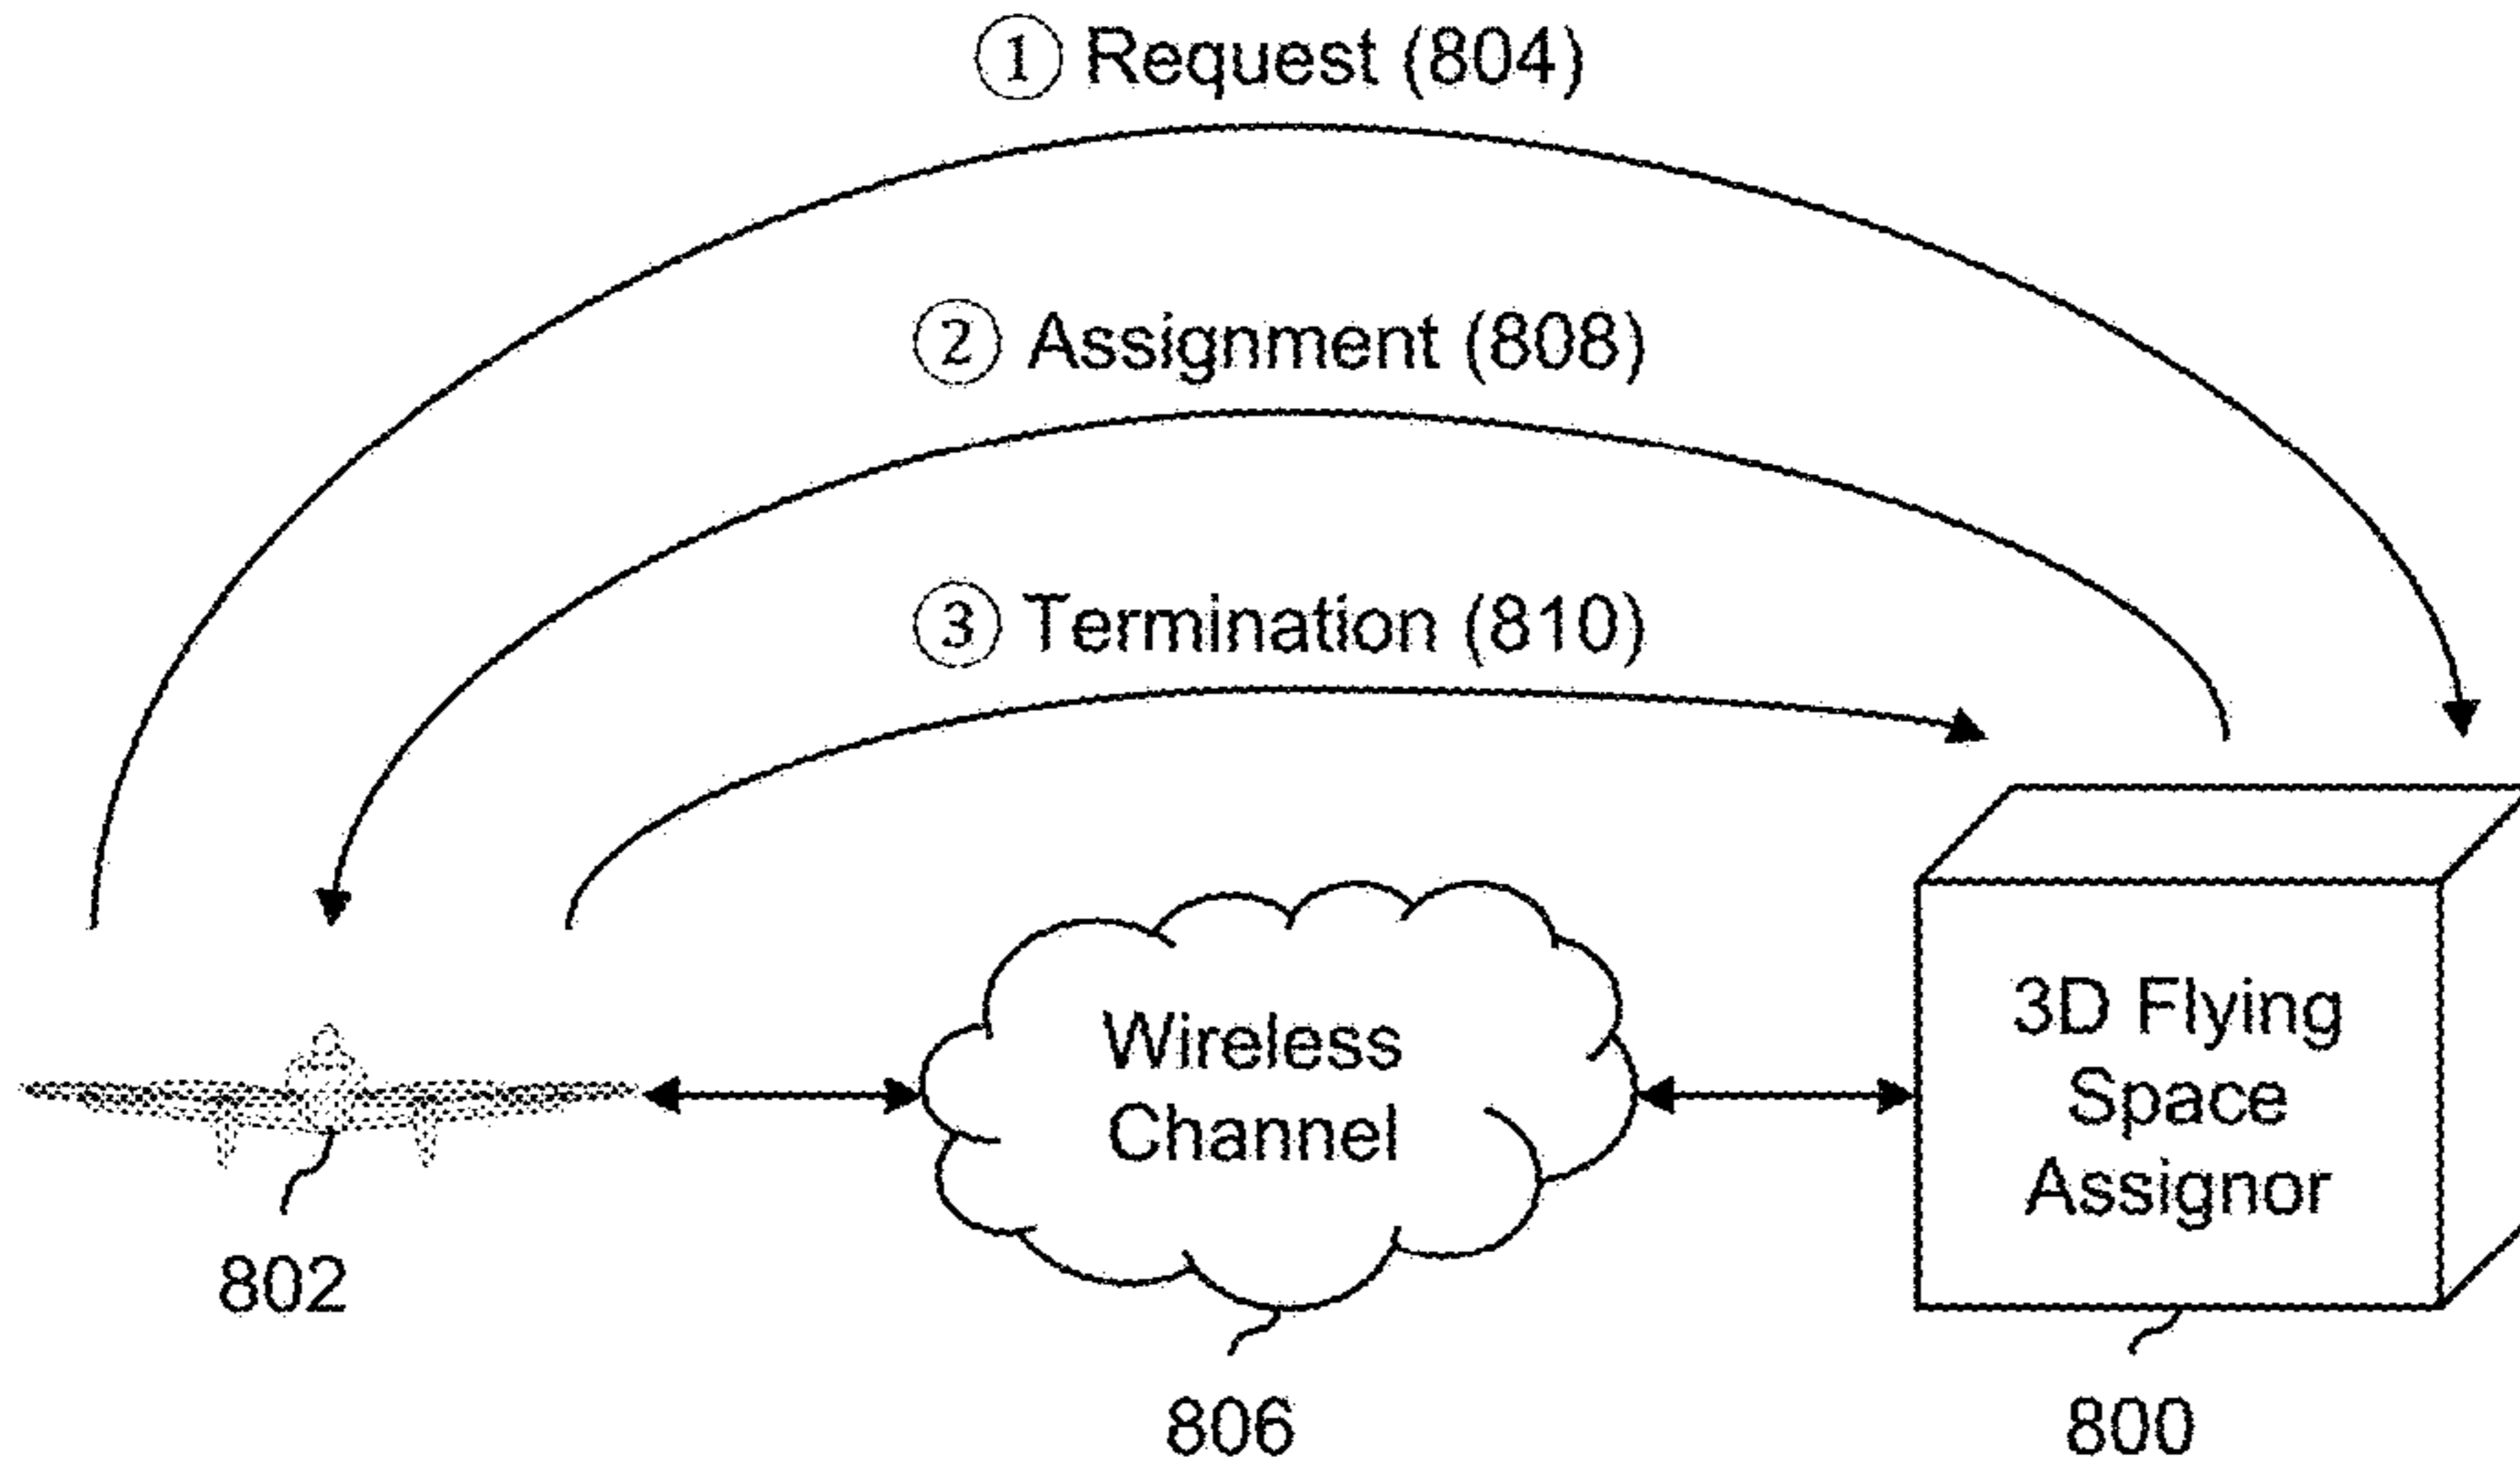 ① Request (804)
② Assignment (808)
③ Termination (810)
Wireless
Channel
3D Flying
Space
Assignor
802
806
800